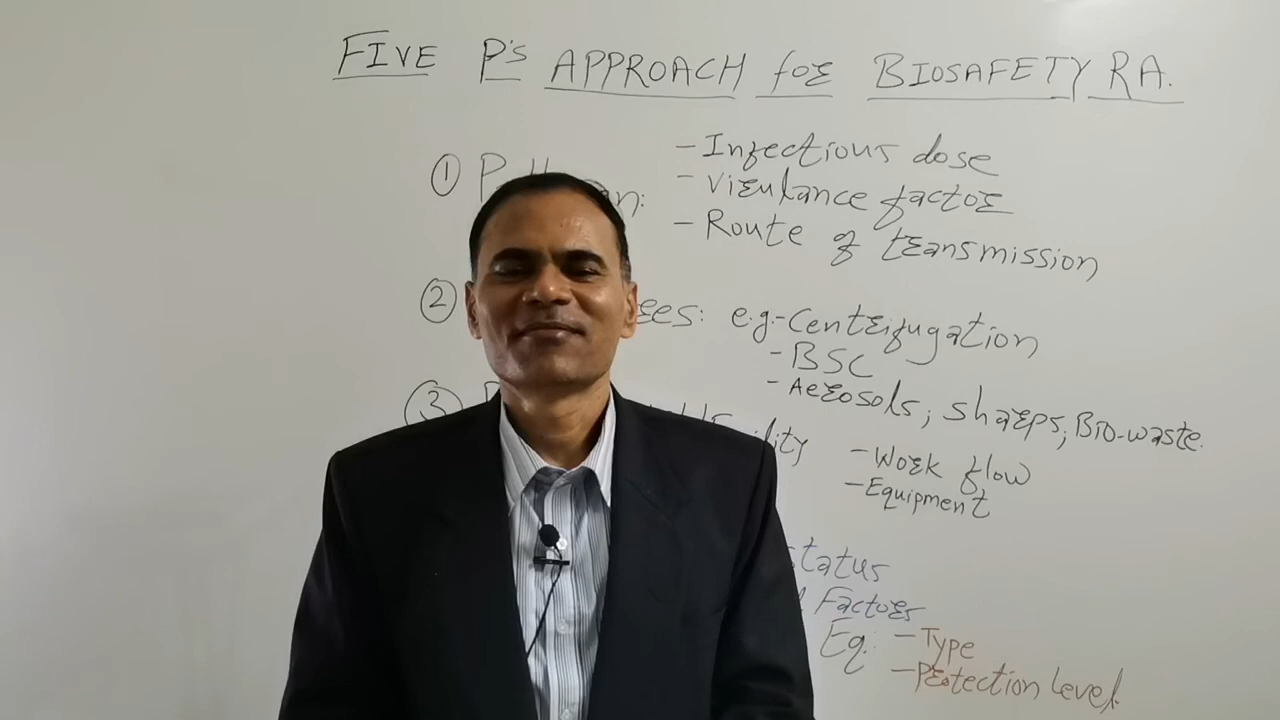 FIVE P'S APPROACH for BIOSAFETY RA.
①
- Infectious dose
- Virulance factor
- Route of transmission
② e.g.- Centrifugation
- BSC
- Aerosols, sharps, Bio-waste.
③
- Work flow
- Equipment
status
Factors
Eq: - Type
- Protection Level.